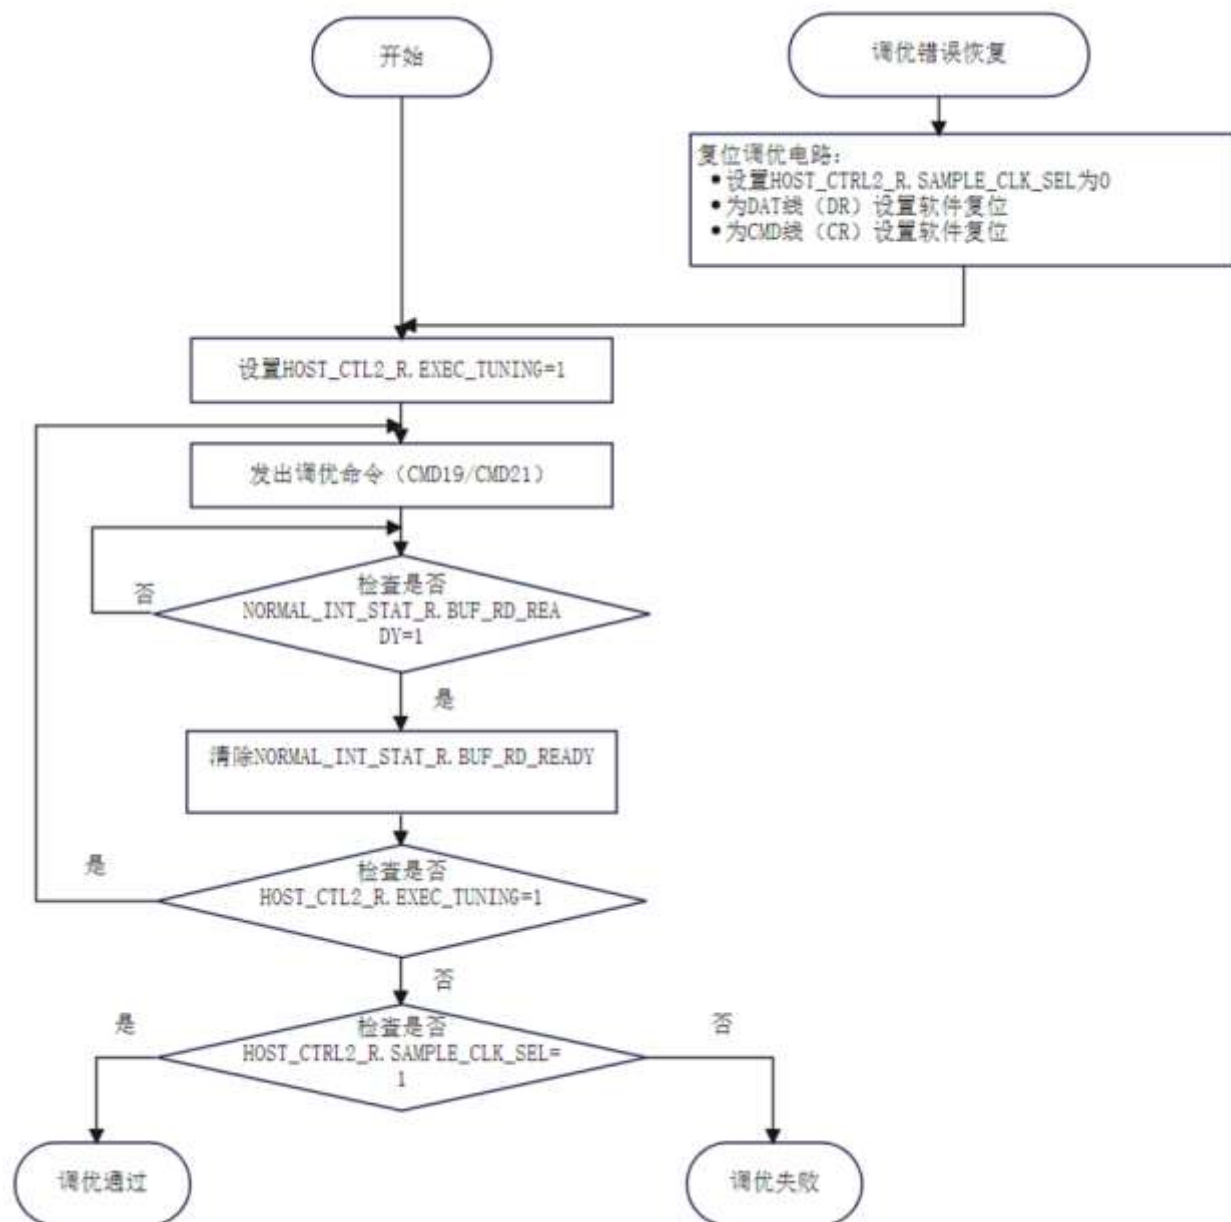 开始
调优错误恢复
复位调优电路：
•设置HOST_CTRL2_R.SAMPLE_CLK_SEL为0
•为DAT线（DR）设置软件复位
•为CMD线（CR）设置软件复位
设置HOST_CTL2_R.EXEC_TUNING=1
发出调优命令（CMD19/CMD21）
否
检查是否
NORMAL_INT_STAT_R.BUF_RD_REA
DY=1
是
清除NORMAL_INT_STAT_R.BUF_RD_READY
是
检查是否
HOST_CTL2_R.EXEC_TUNING=1
否
是
检查是否
HOST_CTRL2_R.SAMPLE_CLK_SEL=
1
否
调优通过
调优失败